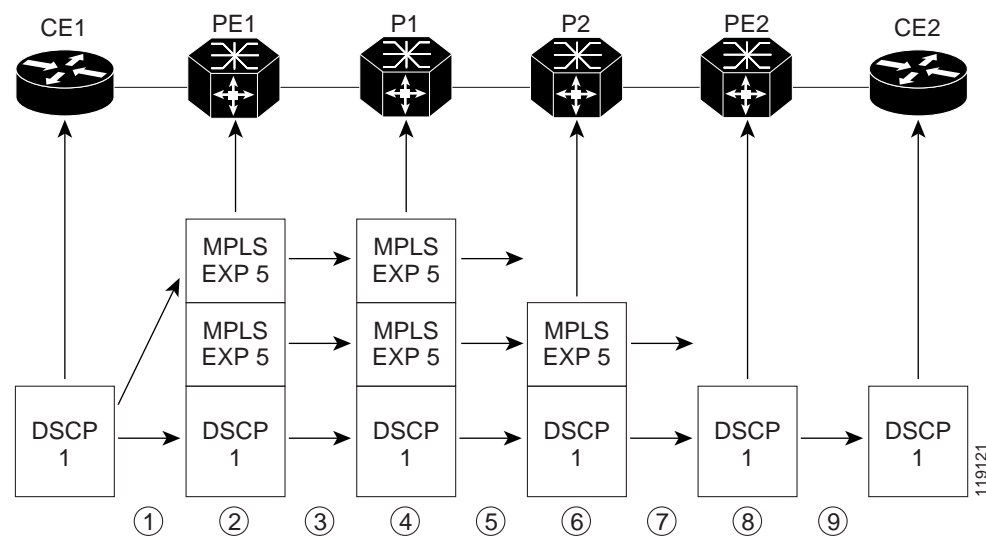 CE1
PE1
P1
P2
PE2
CE2
MPLS
EXP 5
MPLS
EXP 5
MPLS
EXP 5
MPLS
EXP 5
MPLS
EXP 5
DSCP
1
DSCP
1
DSCP
1
DSCP
1
DSCP
1
DSCP
1
119121
1
2
3
4
5
6
7
8
9